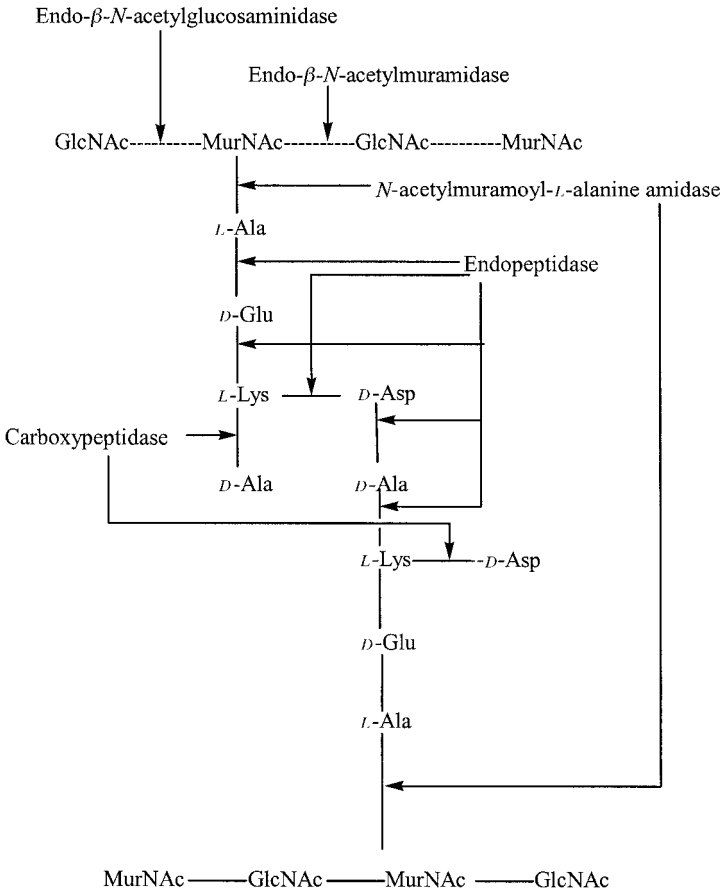 Endo-β-N-acetylglucosaminidase
Endo-β-N-acetylmuramidase
GlcNAc MurNAc GlcNAc MurNAc
N-acetylmuramoyl-L-alanine amidase
L-Ala
Endopeptidase
D-Glu
L-Lys D-Asp
Carboxypeptidase
D-Ala D-Ala
L-Lys D-Asp
D-Glu
L-Ala
MurNAc GlcNAc MurNAc GlcNAc